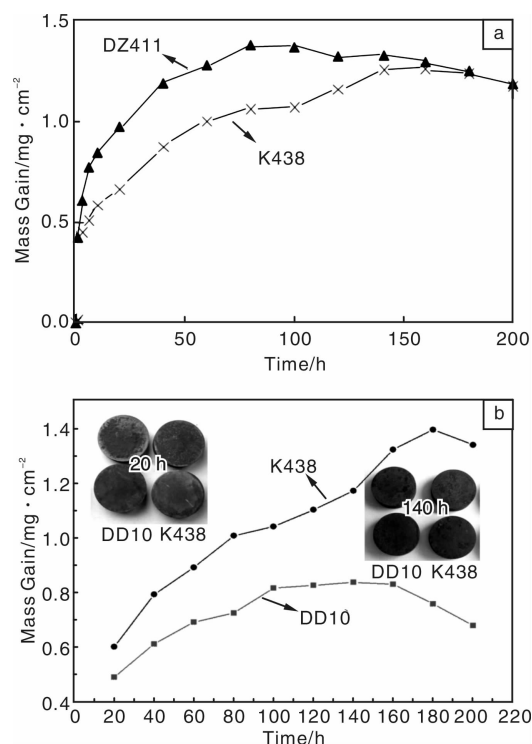 a
1.5
DZ411
1.0
K438
0.5
0.0
0 50 100 150 200
Mass Gain/mg·cm⁻²
Time/h
b
1.4
1.2
1.0
0.8
0.6
0.4
20 h
DD10 K438
K438
140 h
DD10 K438
DD10
0 20 40 60 80 100 120 140 160 180 200 220
Mass Gain/mg·cm⁻²
Time/h